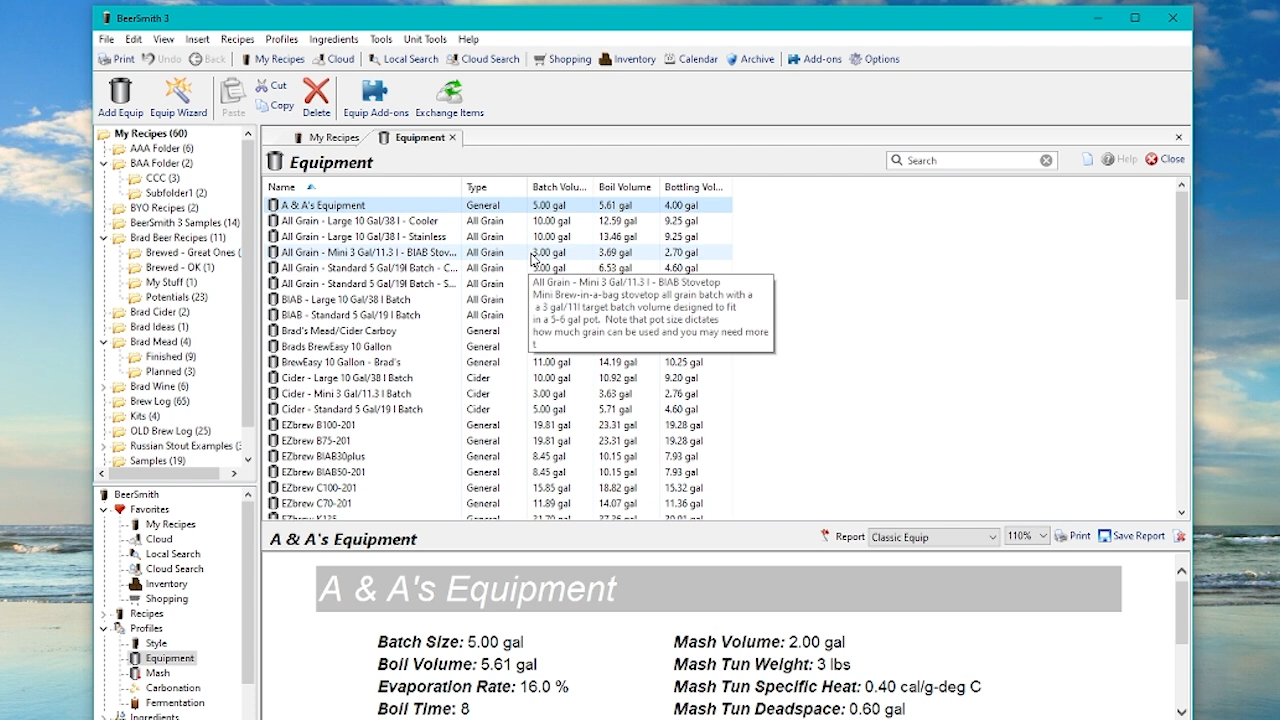 BeerSmith 3
File Edit View Insert Recipes Profiles Ingredients Tools Unit Tools Help
Print Undo Back My Recipes Cloud Local Search Cloud Search Shopping Inventory Calendar Archive Add-ons Options
Add Equip Equip Wizard Paste Cut Copy Delete Equip Add-ons Exchange Items
My Recipes (60)
AAA Folder (6)
BAA Folder (2)
CCC (3)
Subfolder1 (2)
BYO Recipes (2)
BeerSmith 3 Samples (14)
Brad Beer Recipes (11)
Brewed - Great Ones (
Brewed - OK (1)
My Stuff (1)
Potentials (23)
Brad Cider (2)
Brad Ideas (1)
Brad Mead (4)
Finished (9)
Planned (3)
Brad Wine (6)
Brew Log (65)
Kits (4)
OLD Brew Log (25)
Russian Stout Examples (
Samples (19)
BeerSmith
Favorites
My Recipes
Cloud
Local Search
Cloud Search
Inventory
Shopping
Recipes
Profiles
Style
Equipment
Mash
Carbonation
Fermentation
Ingredients
My Recipes Equipment
Equipment Search Help Close
Name Type Batch Volu... Boil Volume Bottling Vol...
A & A's Equipment General 5.00 gal 5.61 gal 4.00 gal
All Grain - Large 10 Gal/38 l - Cooler All Grain 10.00 gal 12.59 gal 9.25 gal
All Grain - Large 10 Gal/38 l - Stainless All Grain 10.00 gal 13.46 gal 9.25 gal
All Grain - Mini 3 Gal/11.3 l - BIAB Stov... All Grain 3.00 gal 3.69 gal 2.70 gal
All Grain - Standard 5 Gal/19l Batch - C... All Grain 5.00 gal 6.53 gal 4.60 gal
All Grain - Standard 5 Gal/19l Batch - S... All Grain
BIAB - Large 10 Gal/38 l Batch All Grain
BIAB - Standard 5 Gal/19 l Batch All Grain
Brad's Mead/Cider Carboy General
Brads BrewEasy 10 Gallon General
BrewEasy 10 Gallon - Brad's General 11.00 gal 14.19 gal 10.25 gal
Cider - Large 10 Gal/38 l Batch Cider 10.00 gal 10.92 gal 9.20 gal
Cider - Mini 3 Gal/11.3 l Batch Cider 3.00 gal 3.63 gal 2.76 gal
Cider - Standard 5 Gal/19 l Batch Cider 5.00 gal 5.71 gal 4.60 gal
EZbrew B100-201 General 19.81 gal 23.31 gal 19.28 gal
EZbrew B75-201 General 19.81 gal 23.31 gal 19.28 gal
EZbrew BIAB30plus General 8.45 gal 10.15 gal 7.93 gal
EZbrew BIAB50-201 General 8.45 gal 10.15 gal 7.93 gal
EZbrew C100-201 General 15.85 gal 18.82 gal 15.32 gal
EZbrew C70-201 General 11.89 gal 14.07 gal 11.36 gal
All Grain - Mini 3 Gal/11.3 l - BIAB Stovetop
Mini Brew-in-a-bag stovetop all grain batch with a
a 3 gal/11l target batch volume designed to fit
in a 5-6 gal pot. Note that pot size dictates
how much grain can be used and you may need more
t
A & A's Equipment Report Classic Equip 110% Print Save Report
A & A's Equipment
Batch Size: 5.00 gal Mash Volume: 2.00 gal
Boil Volume: 5.61 gal Mash Tun Weight: 3 lbs
Evaporation Rate: 16.0 % Mash Tun Specific Heat: 0.40 cal/g-deg C
Boil Time: 8 Mash Tun Deadspace: 0.60 gal